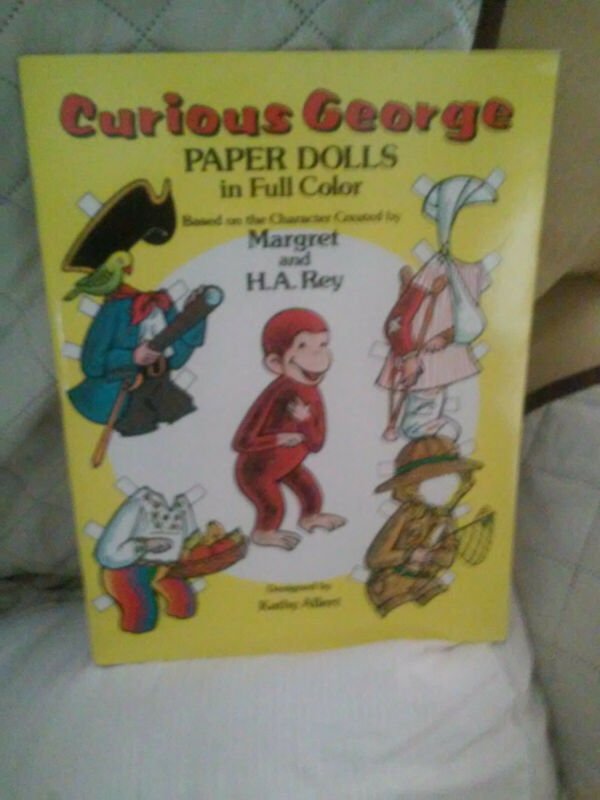 Curious George
PAPER DOLLS
in Full Color
Based on the Character Created by
Margret
and
H.A. Rey
Designed by
Kathy Allert